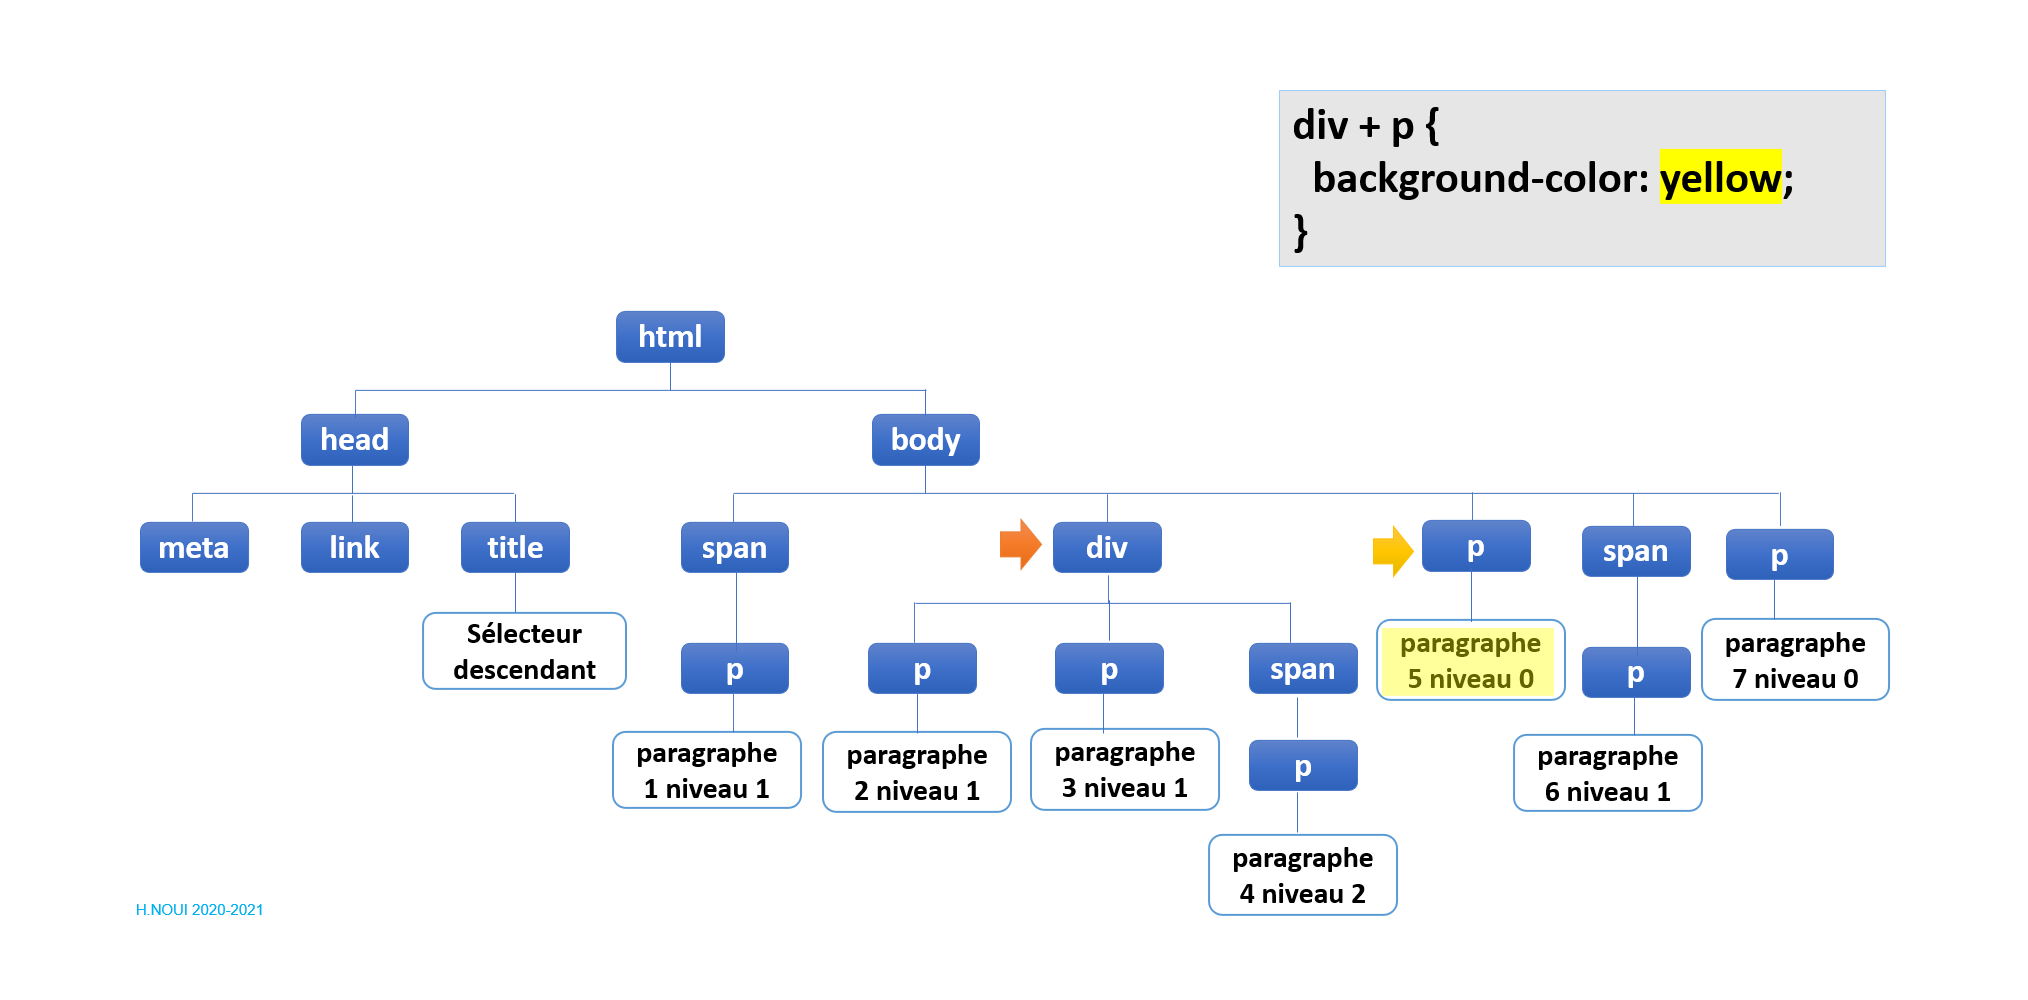 div + p {
background-color: yellow;
}
html
head
body
meta
link
title
span
div
p
span
p
Sélecteur
descendant
p
p
p
span
paragraphe
5 niveau 0
p
paragraphe
7 niveau 0
paragraphe
1 niveau 1
paragraphe
2 niveau 1
paragraphe
3 niveau 1
p
paragraphe
6 niveau 1
paragraphe
4 niveau 2
H.NOUI 2020-2021